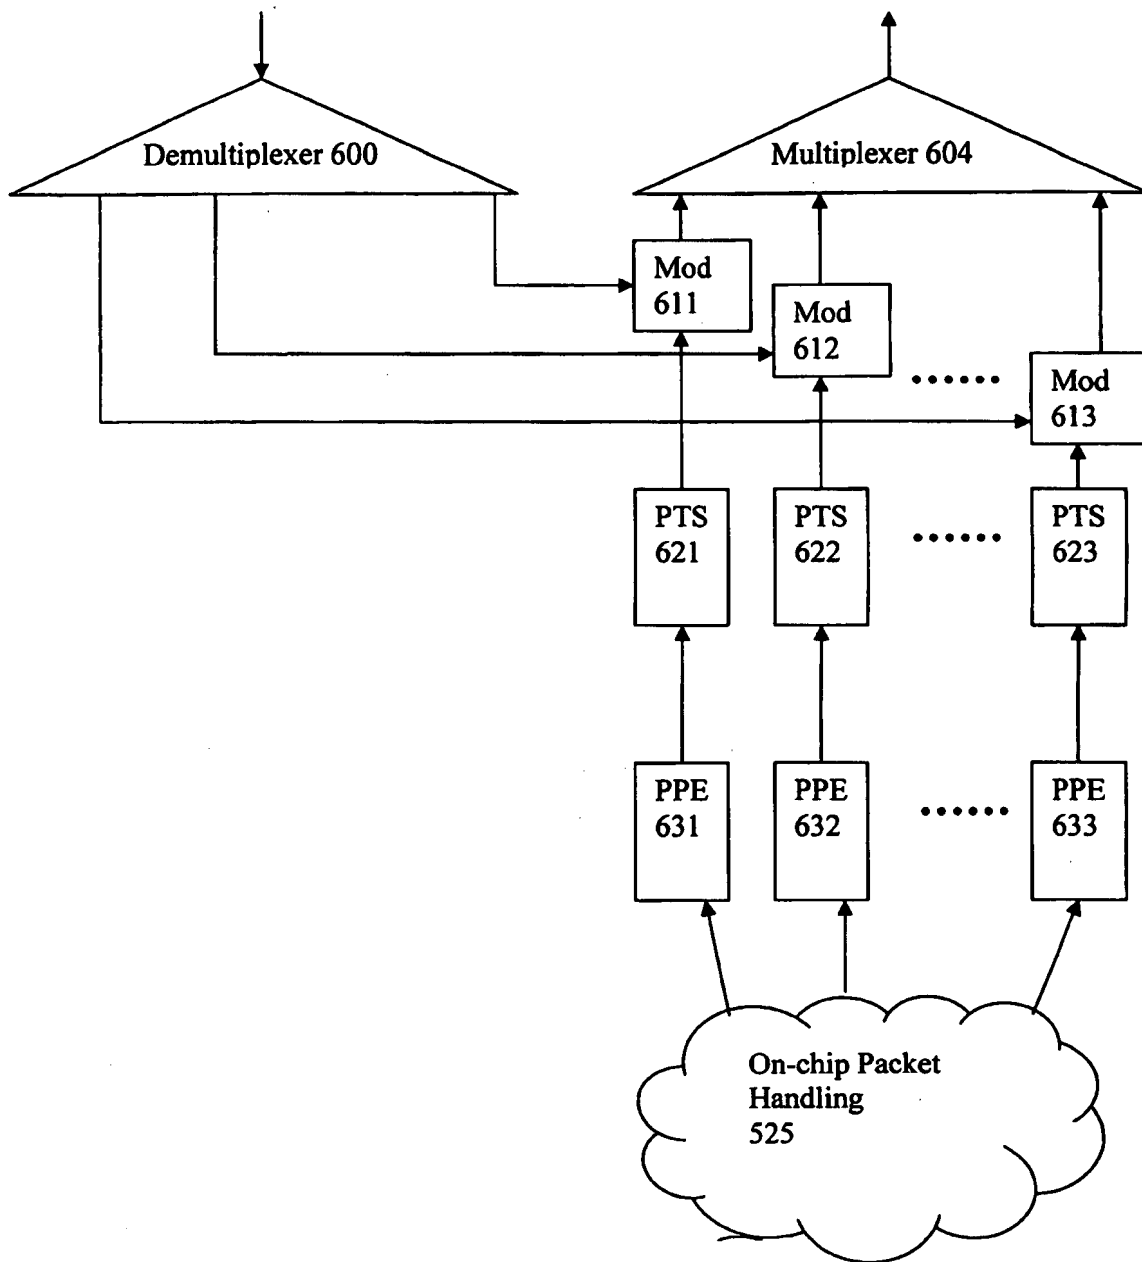 Demultiplexer 600
Multiplexer 604
Mod
611
Mod
612
Mod
613
PTS
621
PTS
622
PTS
623
PPE
631
PPE
632
PPE
633
On-chip Packet
Handling
525